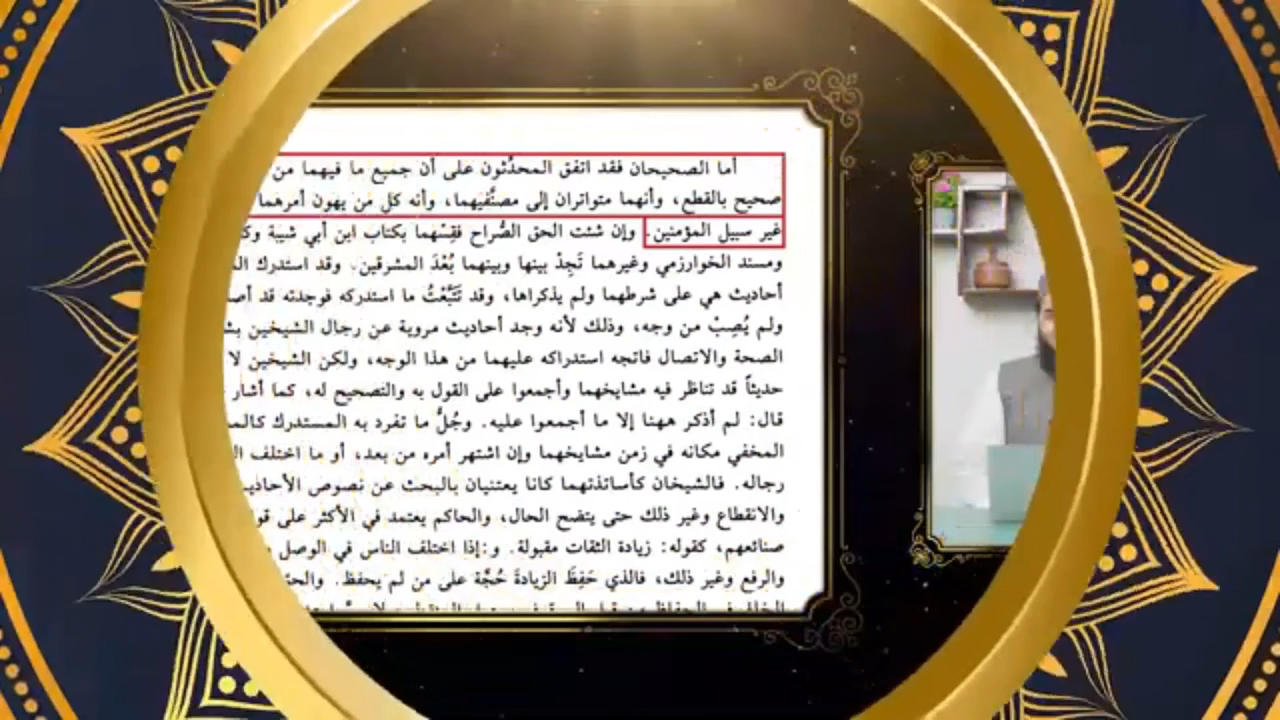 أما الصحيحان فقد اتفق المحدِّثون على أن جميع ما فيهما من
صحيح بالقطع، وأنهما متواتران إلى مصنِّفيهما، وأنه كل من يهون أمرهما
غير سبيل المؤمنين. وإن شئت الحق الصُّراح فقِسْهما بكتاب ابن أبي شيبة
ومسند الخوارزمي وغيرهما تَجِدْ بينها وبينهما بُعْدَ المشرقين. وقد استدرك
أحاديث هي على شرطهما ولم يذكراها، وقد تَتَبَّعْتُ ما استدركه فوجدته قد
ولم يُصِبْ من وجه، وذلك لأنه وجد أحاديث مروية عن رجال الشيخين
الصحة والاتصال فاتجه استدراكه عليهما من هذا الوجه، ولكن الشيخين لا
حديثاً قد تناظر فيه مشايخهما وأجمعوا على القول به والتصحيح له، كما أشار
قال: لم أذكر ههنا إلا ما أجمعوا عليه. وجُلُّ ما تفرد به المستدرك
المخفي مكانه في زمن مشايخهما وإن اشتهر أمره من بعد، أو ما اختلف
رجاله. فالشيخان كأساتذتهما كانا يعتنيان بالبحث عن نصوص
والانقطاع وغير ذلك حتى يتضح الحال، والحاكم يعتمد في الأكثر على
صنائعهم، كقوله: زيادة الثقات مقبولة. و:إذا اختلف الناس في الوصل
والرفع وغير ذلك، فالذي حَفِظَ الزيادةَ حُجَّة على من لم يحفظ.